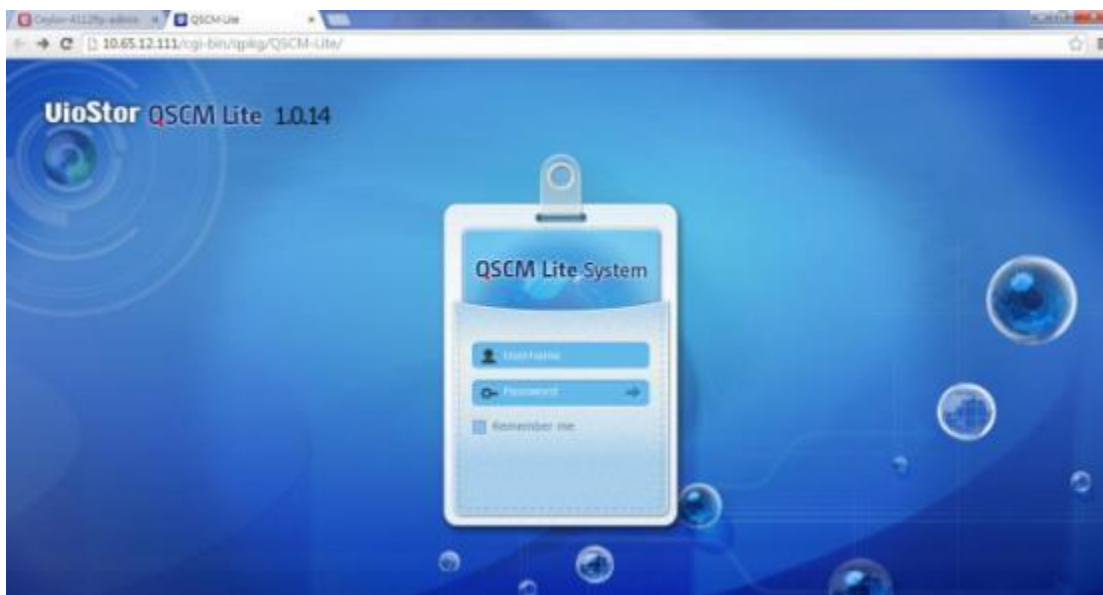 QSCM-Lite
10.65.12.111/cgi-bin/qpkg/QSCM-Lite/
VioStor QSCM Lite 1.0.14
QSCM Lite System
Username
Password
Remember me